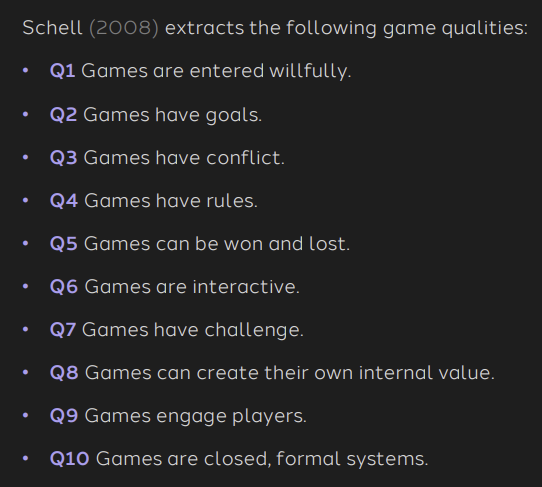 Schell (2008) extracts the following game qualities:
• Q1 Games are entered willfully.
• Q2 Games have goals.
• Q3 Games have conflict.
• Q4 Games have rules.
• Q5 Games can be won and lost.
• Q6 Games are interactive.
• Q7 Games have challenge.
• Q8 Games can create their own internal value.
• Q9 Games engage players.
• Q10 Games are closed, formal systems.